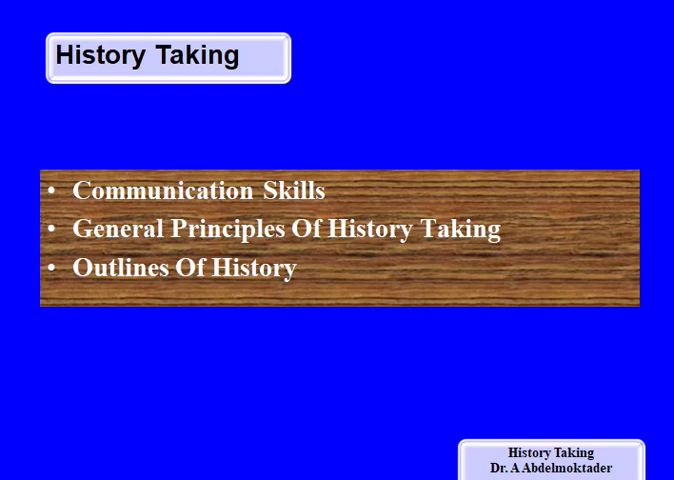 History Taking
• Communication Skills
• General Principles Of History Taking
• Outlines Of History
History Taking
Dr. A Abdelmoktader